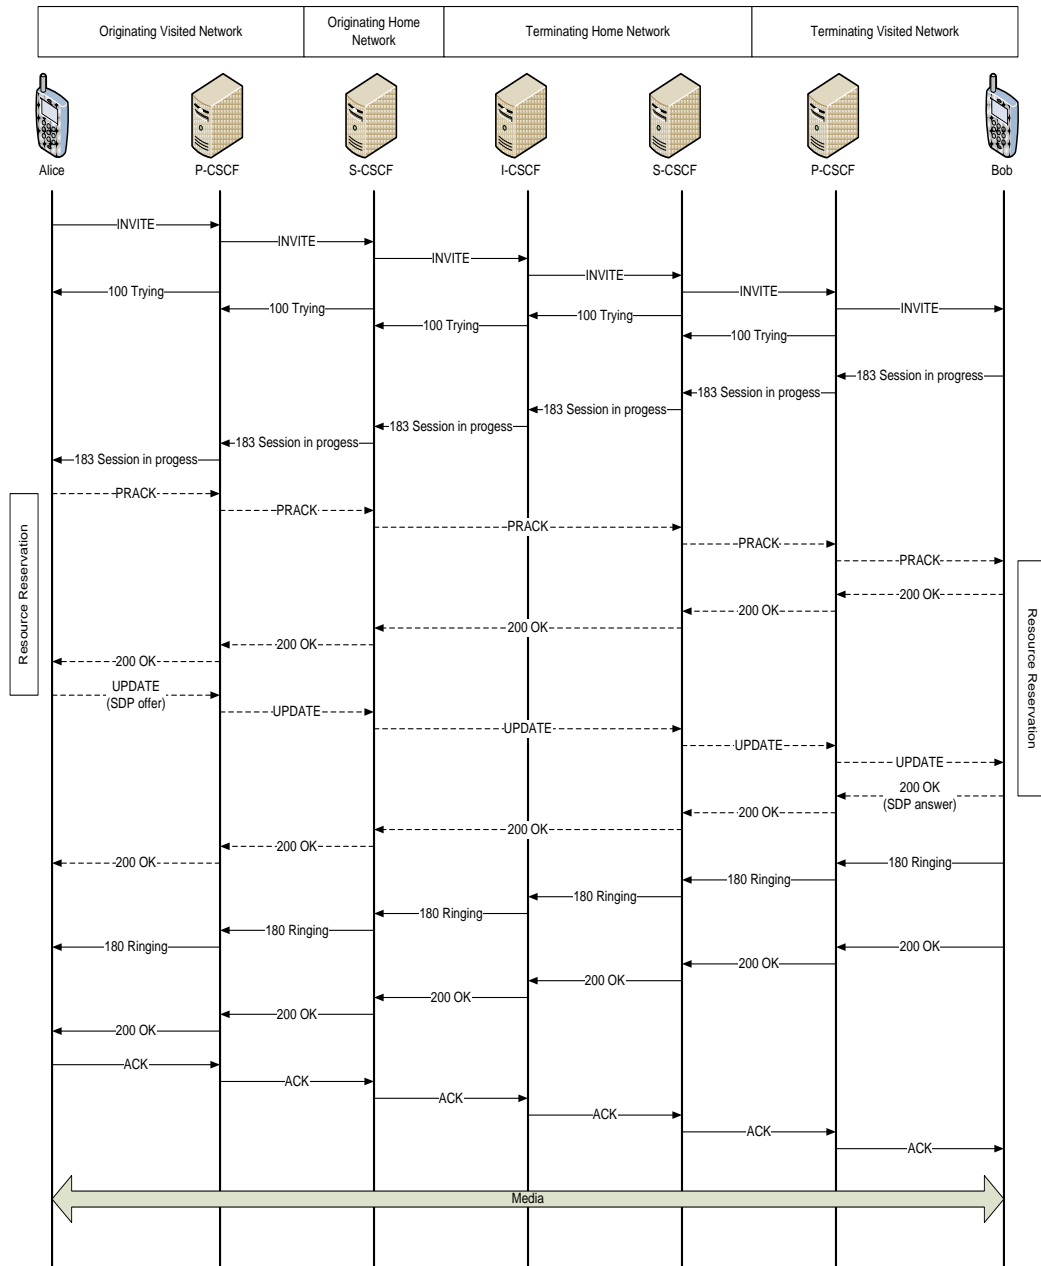 Originating Visited Network
Originating Home
Network
Terminating Home Network
Terminating Visited Network
Alice
P-CSCF
S-CSCF
I-CSCF
S-CSCF
P-CSCF
Bob
INVITE
INVITE
INVITE
INVITE
INVITE
INVITE
100 Trying
100 Trying
100 Trying
100 Trying
100 Trying
183 Session in progress
183 Session in progess
183 Session in progess
183 Session in progess
183 Session in progess
183 Session in progess
Resource Reservation
PRACK
PRACK
PRACK
PRACK
PRACK
Resource Reservation
200 OK
200 OK
200 OK
200 OK
200 OK
UPDATE
(SDP offer)
UPDATE
UPDATE
UPDATE
UPDATE
200 OK
(SDP answer)
200 OK
200 OK
200 OK
200 OK
180 Ringing
180 Ringing
180 Ringing
180 Ringing
180 Ringing
180 Ringing
200 OK
200 OK
200 OK
200 OK
200 OK
200 OK
ACK
ACK
ACK
ACK
ACK
ACK
Media